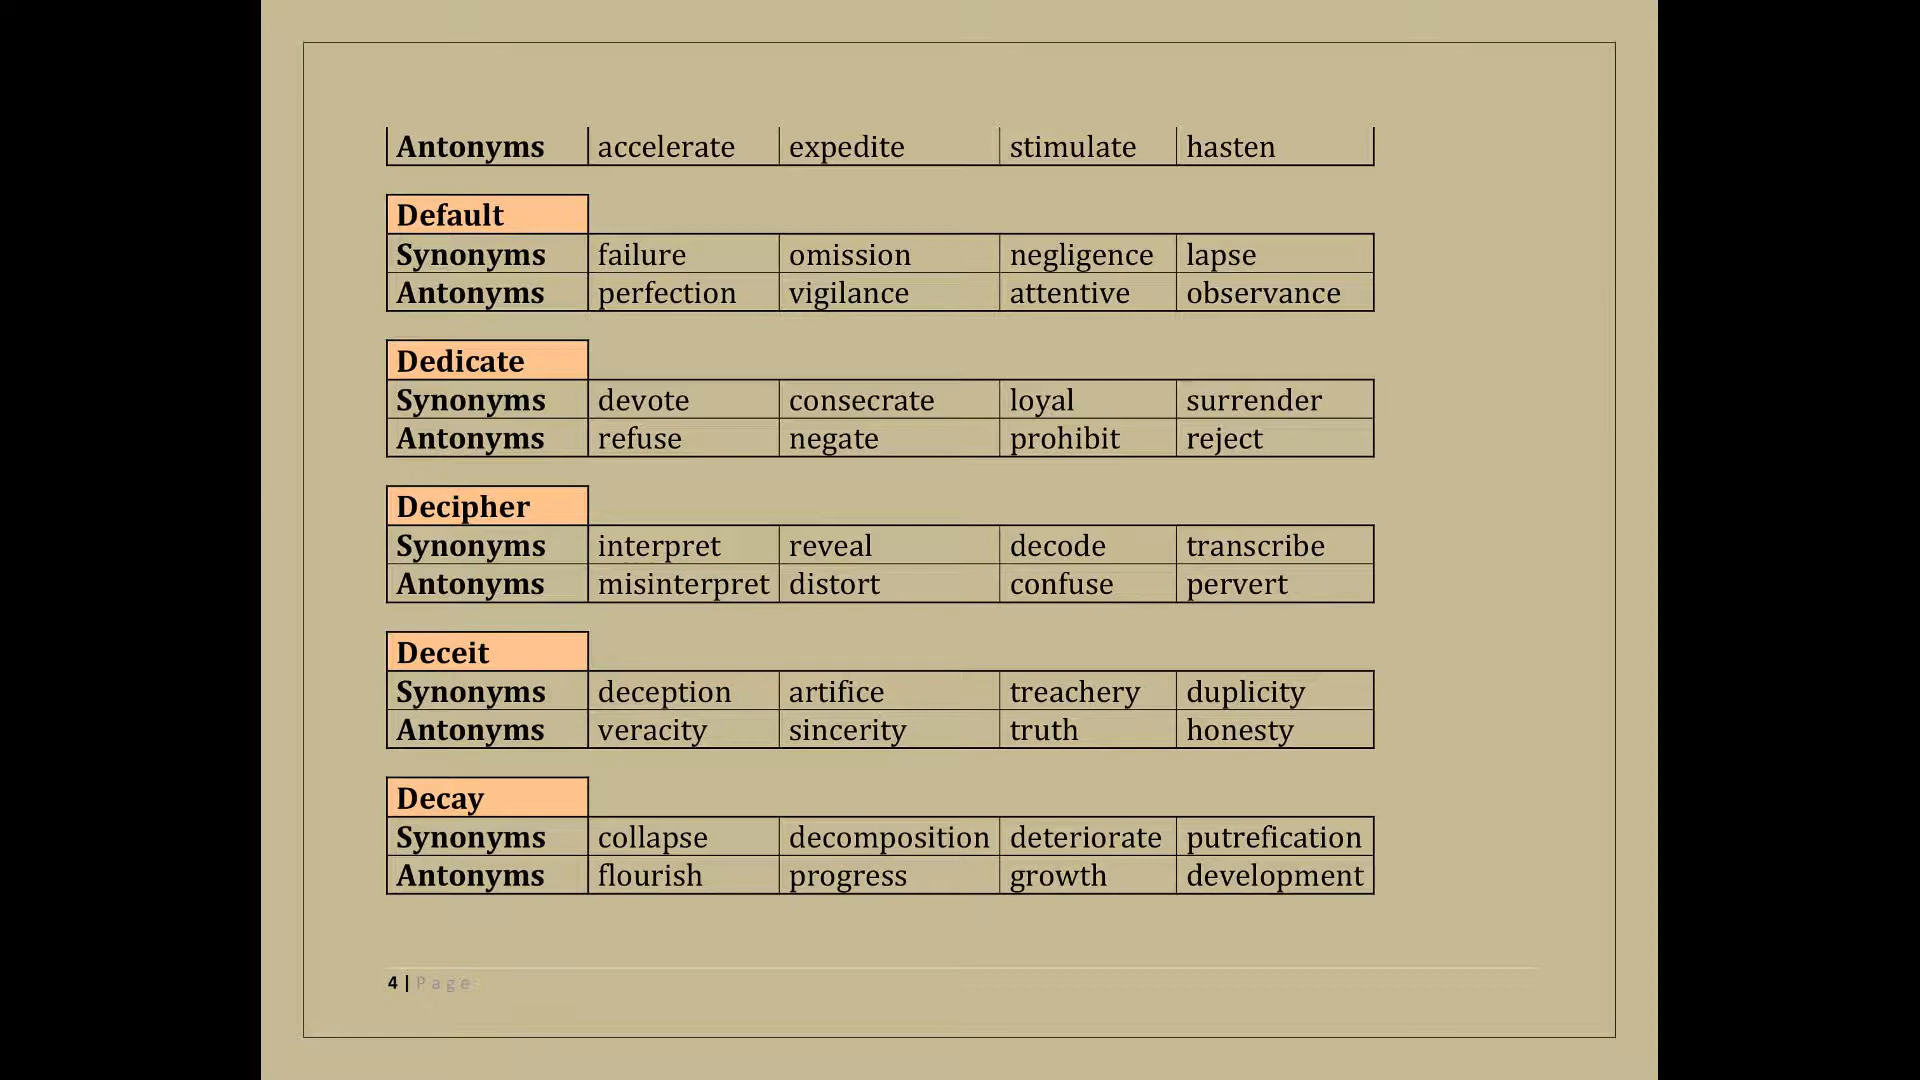 Antonyms accelerate expedite stimulate hasten
Default
Synonyms failure omission negligence lapse
Antonyms perfection vigilance attentive observance
Dedicate
Synonyms devote consecrate loyal surrender
Antonyms refuse negate prohibit reject
Decipher
Synonyms interpret reveal decode transcribe
Antonyms misinterpret distort confuse pervert
Deceit
Synonyms deception artifice treachery duplicity
Antonyms veracity sincerity truth honesty
Decay
Synonyms collapse decomposition deteriorate putrefication
Antonyms flourish progress growth development
4 | Page